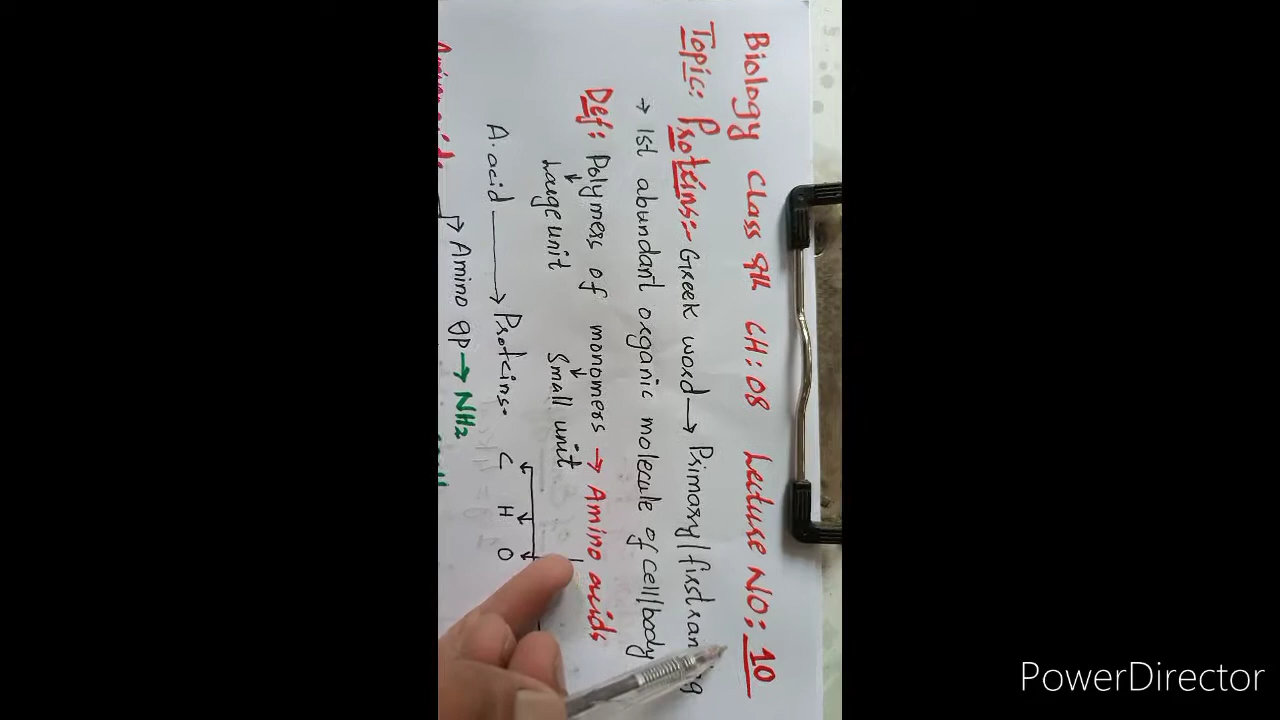 Biology Class 9th CH: 08 Lecture NO: 10
Topic: Proteins:- Greek word → Primary/first
→ 1st abundant organic molecule of cell/body
Def: Polymers of monomers → Amino acids
Large unit Small unit
A. acid → Proteins. C H O
Amino gp → NH2
PowerDirector